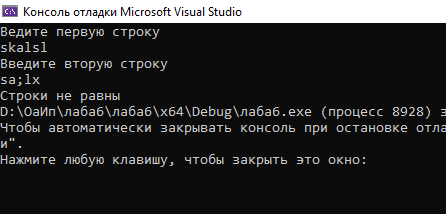 Консоль отладки Microsoft Visual Studio
Ведите первую строку
skalsl
Введите вторую строку
sa;lx
Строки не равны
D:\ОаИп\лаба6\лаба6\x64\Debug\лаба6.exe (процесс 8928) з
Чтобы автоматически закрывать консоль при остановке отла
и".
Нажмите любую клавишу, чтобы закрыть это окно: